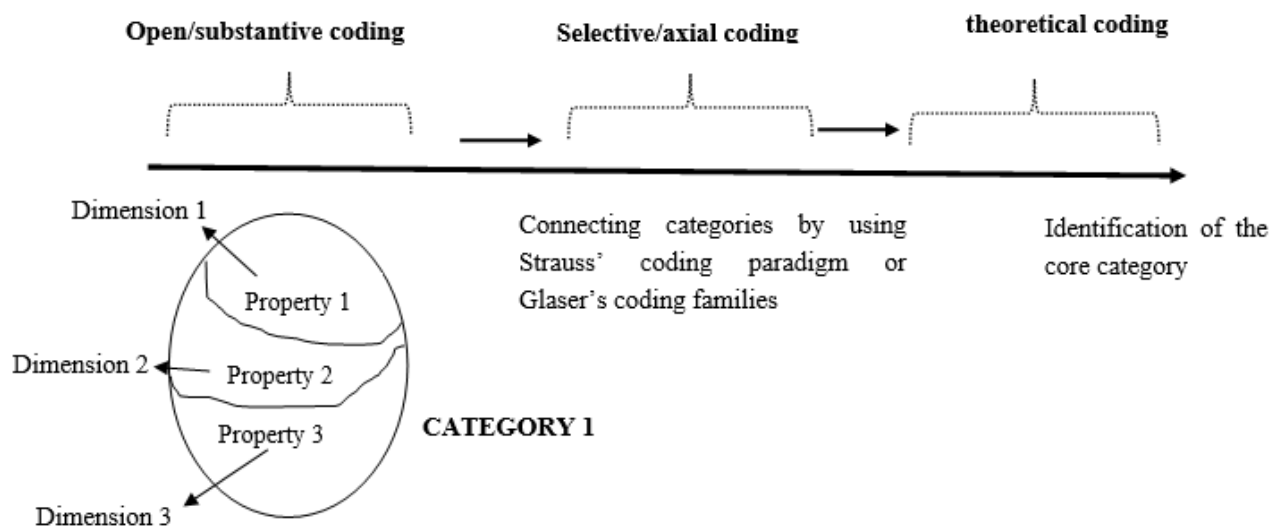 Open/substantive coding
Selective/axial coding
theoretical coding
Dimension 1
Property 1
Dimension 2
Property 2
Property 3
CATEGORY 1
Dimension 3
Connecting categories by using
Strauss’ coding paradigm or
Glaser’s coding families
Identification of the
core category